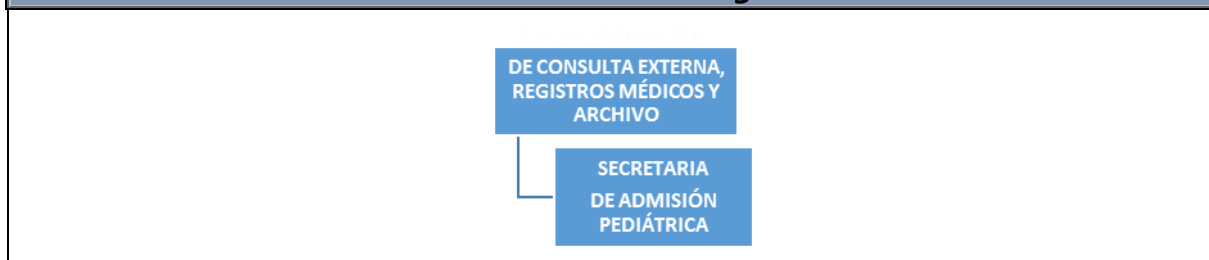 DE CONSULTA EXTERNA,
REGISTROS MÉDICOS Y
ARCHIVO
SECRETARIA
DE ADMISIÓN
PEDIÁTRICA